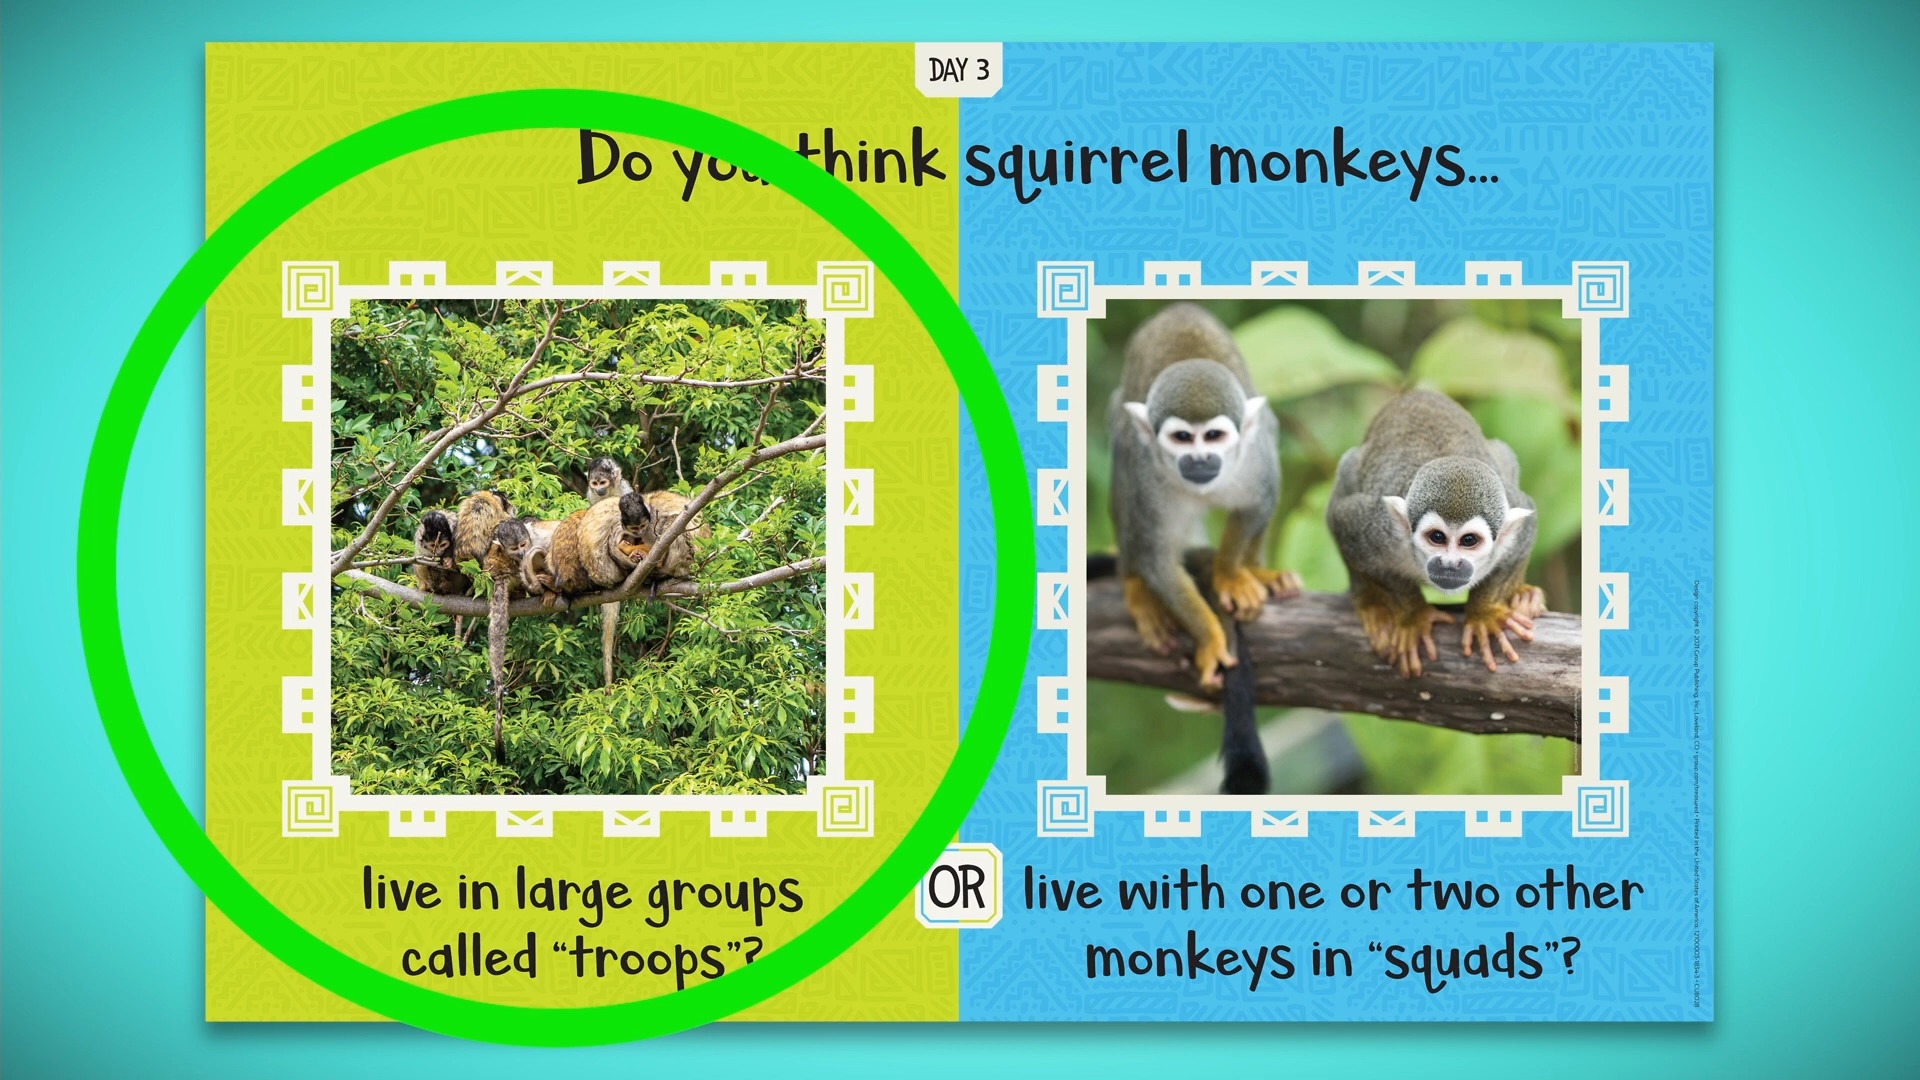 DAY 3
Do you think squirrel monkeys...
live in large groups
called “troops”?
OR
live with one or two other
monkeys in “squads”?